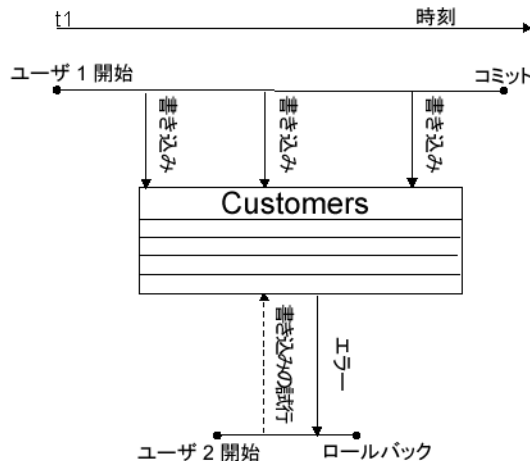 t1
時刻
ユーザ 1 開始
コミット
書き込み
書き込み
書き込み
Customers
書き込みの試行
エラー
ユーザ 2 開始
ロールバック